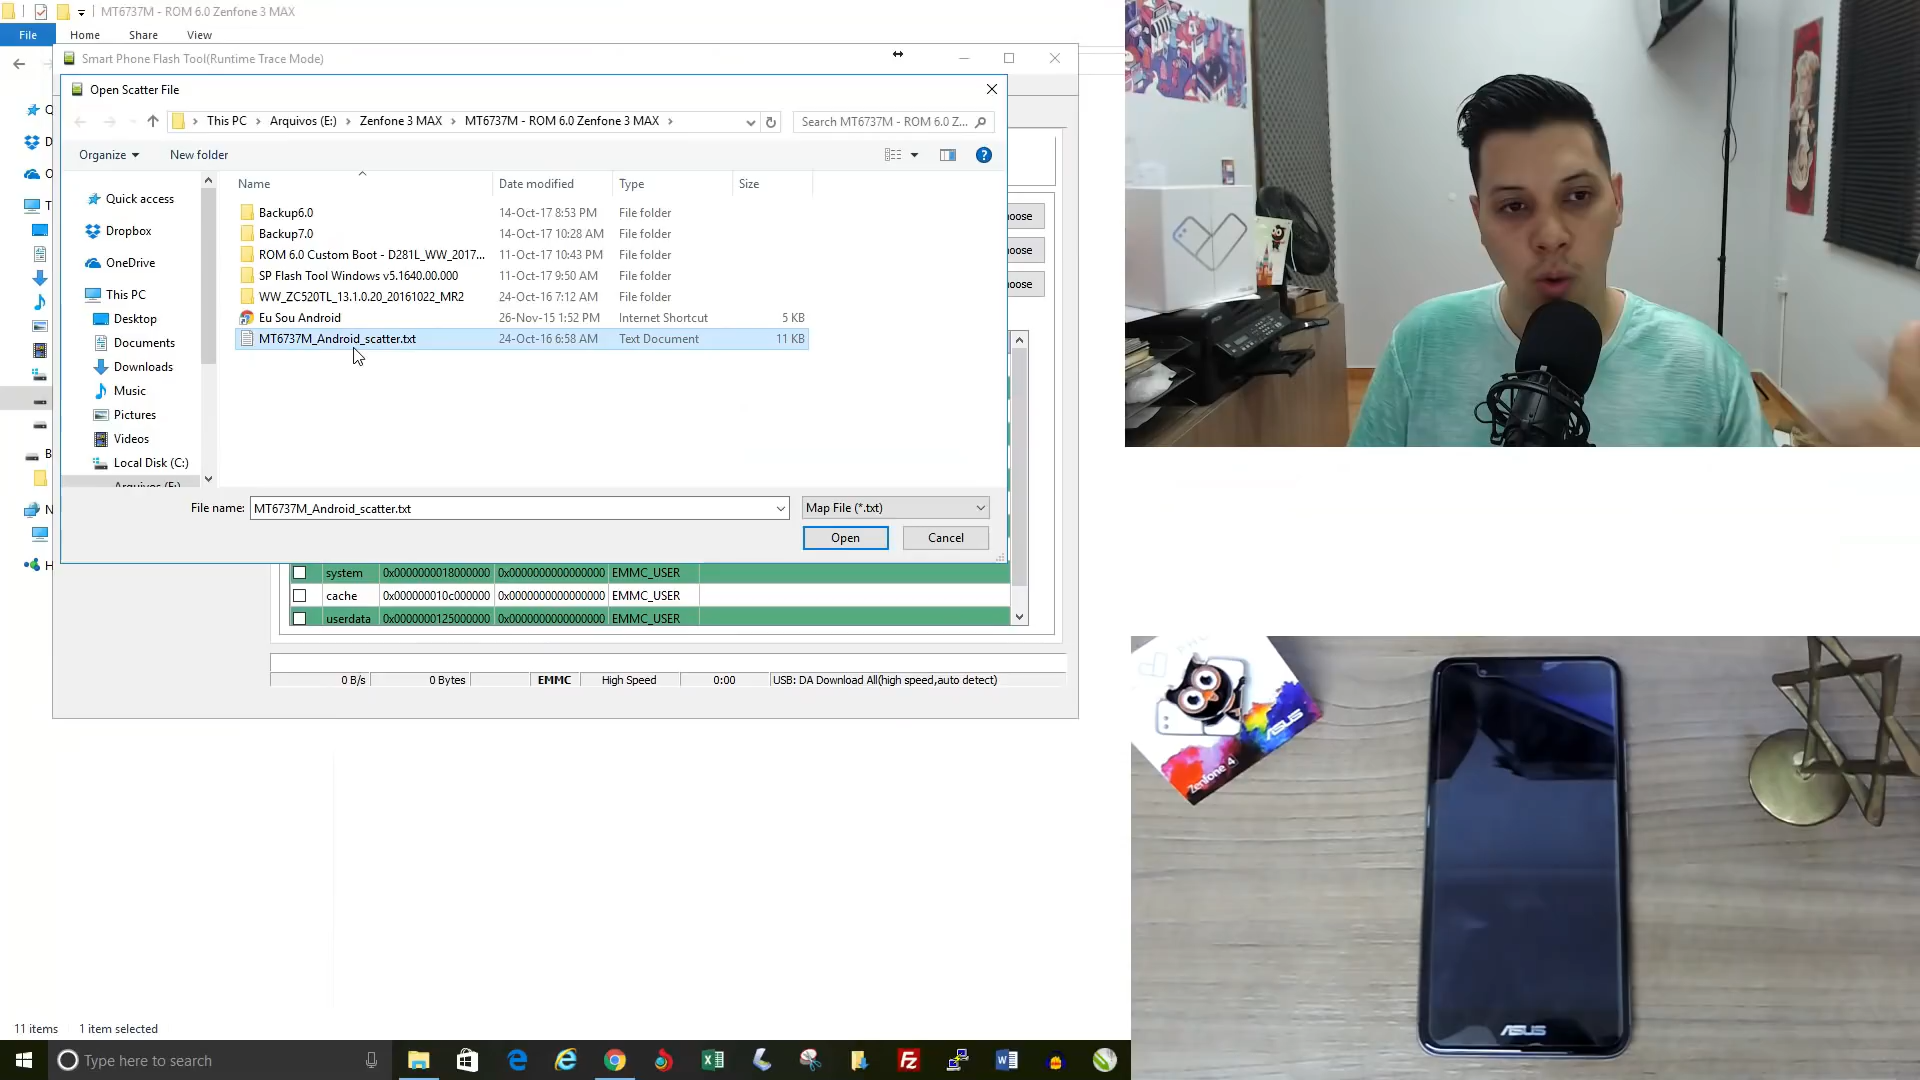 MT6737M - ROM 6.0 Zenfone 3 MAX
File Home Share View
Smart Phone Flash Tool(Runtime Trace Mode)
Open Scatter File
This PC > Arquivos (E:) > Zenfone 3 MAX > MT6737M - ROM 6.0 Zenfone 3 MAX >
Search MT6737M - ROM 6.0 Z...
Organize New folder
Name Date modified Type Size
Quick access
Dropbox
OneDrive
This PC
Desktop
Documents
Downloads
Music
Pictures
Videos
Local Disk (C:)
Arquivos (E:)
Backup6.0 14-Oct-17 8:53 PM File folder
Backup7.0 14-Oct-17 10:28 AM File folder
ROM 6.0 Custom Boot - D281L_WW_2017... 11-Oct-17 10:43 PM File folder
SP Flash Tool Windows v5.1640.00.000 11-Oct-17 9:50 AM File folder
WW_ZC520TL_13.1.0.20_20161022_MR2 24-Oct-16 7:12 AM File folder
Eu Sou Android 26-Nov-15 1:52 PM Internet Shortcut 5 KB
MT6737M_Android_scatter.txt 24-Oct-16 6:58 AM Text Document 11 KB
oose
oose
oose
File name: MT6737M_Android_scatter.txt Map File (*.txt)
Open Cancel
system 0x0000000018000000 0x0000000000000000 EMMC_USER
cache 0x000000010c000000 0x0000000000000000 EMMC_USER
userdata 0x0000000125000000 0x0000000000000000 EMMC_USER
0 B/s 0 Bytes EMMC High Speed 0:00 USB: DA Download All(high speed,auto detect)
11 items 1 item selected
Type here to search
ASUS
Zenfone 4
ASUS